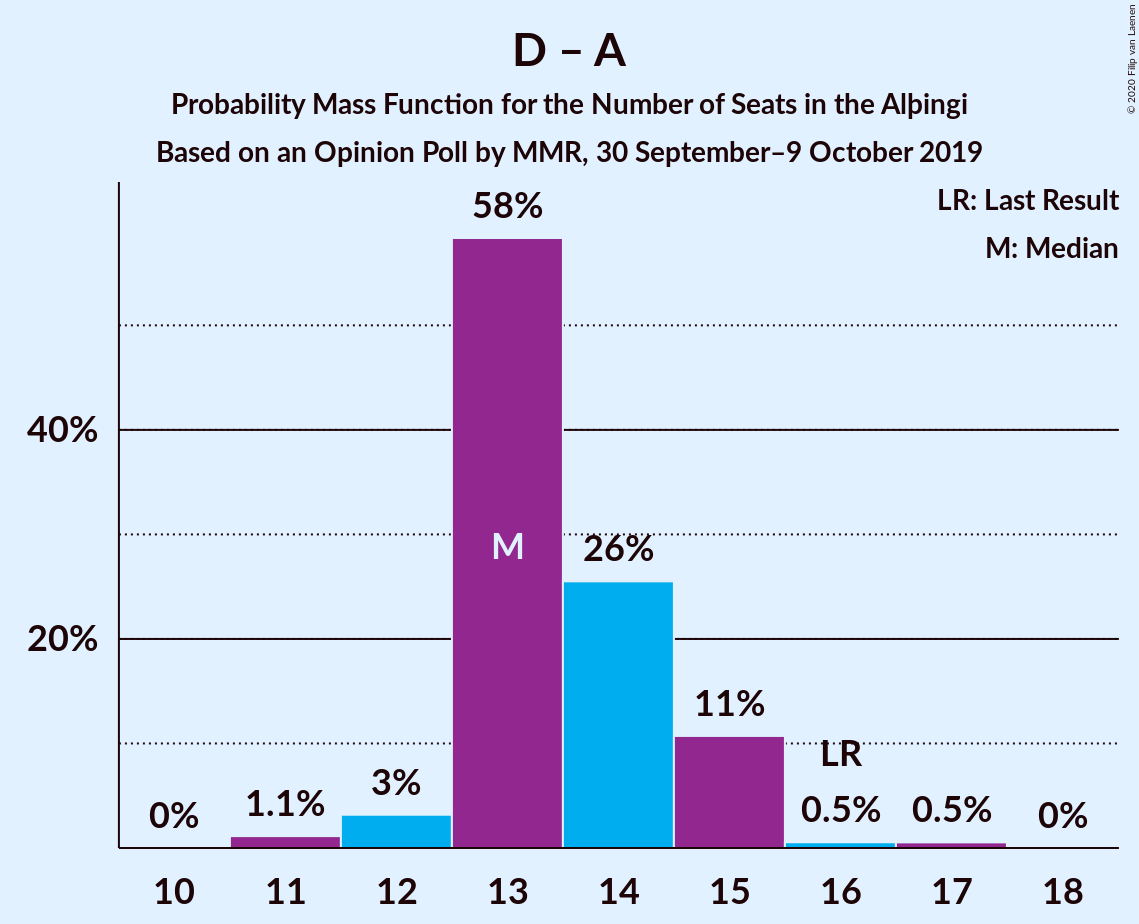 D – A
Probability Mass Function for the Number of Seats in the Alþingi
Based on an Opinion Poll by MMR, 30 September–9 October 2019
© 2020 Filip van Laenen
LR: Last Result
M: Median
58%
40%
M
26%
20%
11%
LR
3%
1.1%
0%
0.5%
0.5%
0%
10 11 12 13 14 15 16 17 18